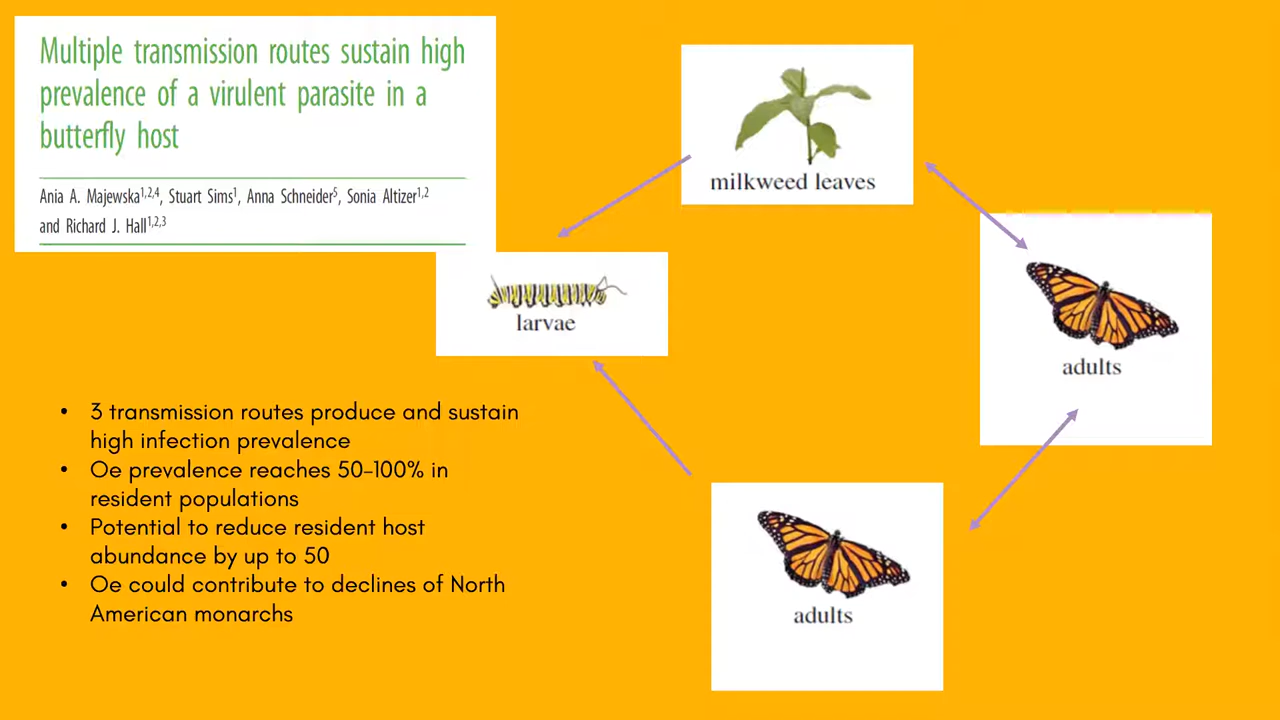 Multiple transmission routes sustain high
prevalence of a virulent parasite in a
butterfly host
Ania A. Majewska1,2,4, Stuart Sims1, Anna Schneider5, Sonia Altizer1,2
and Richard J. Hall1,2,3
milkweed leaves
larvae
adults
adults
• 3 transmission routes produce and sustain
high infection prevalence
• Oe prevalence reaches 50–100% in
resident populations
• Potential to reduce resident host
abundance by up to 50
• Oe could contribute to declines of North
American monarchs